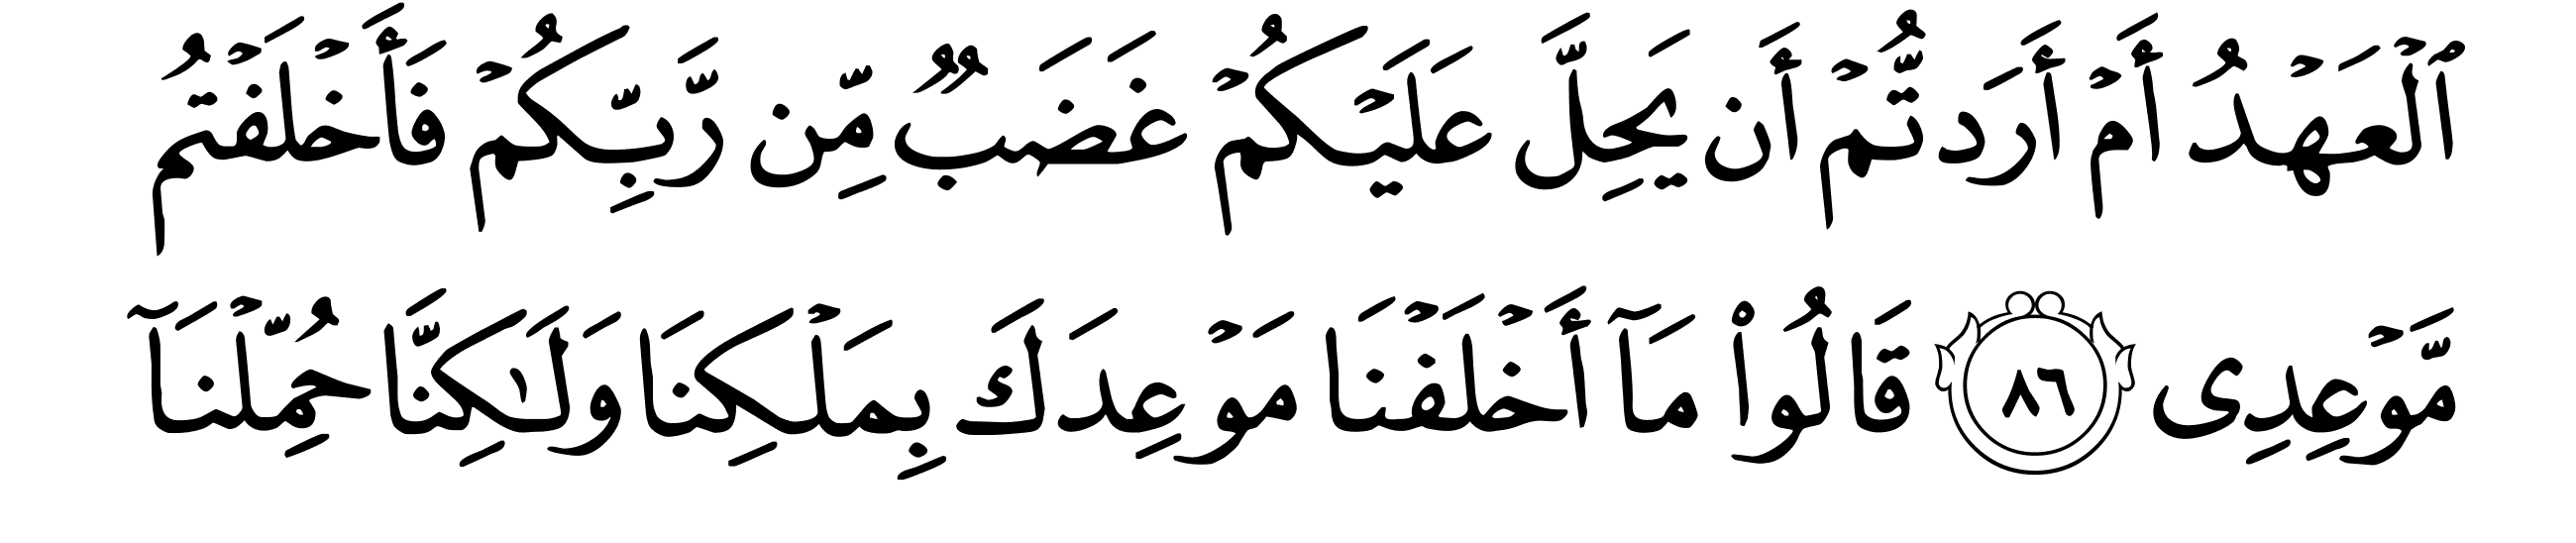 ٱلْعَهْدُ أَمْ أَرَدتُّمْ أَن يَحِلَّ عَلَيْكُمْ غَضَبٌ مِّن رَّبِّكُمْ فَأَخْلَفْتُم
مَّوْعِدِى ٨٦ قَالُوا۟ مَآ أَخْلَفْنَا مَوْعِدَكَ بِمَلْكِنَا وَلَـٰكِنَّا حُمِّلْنَآ